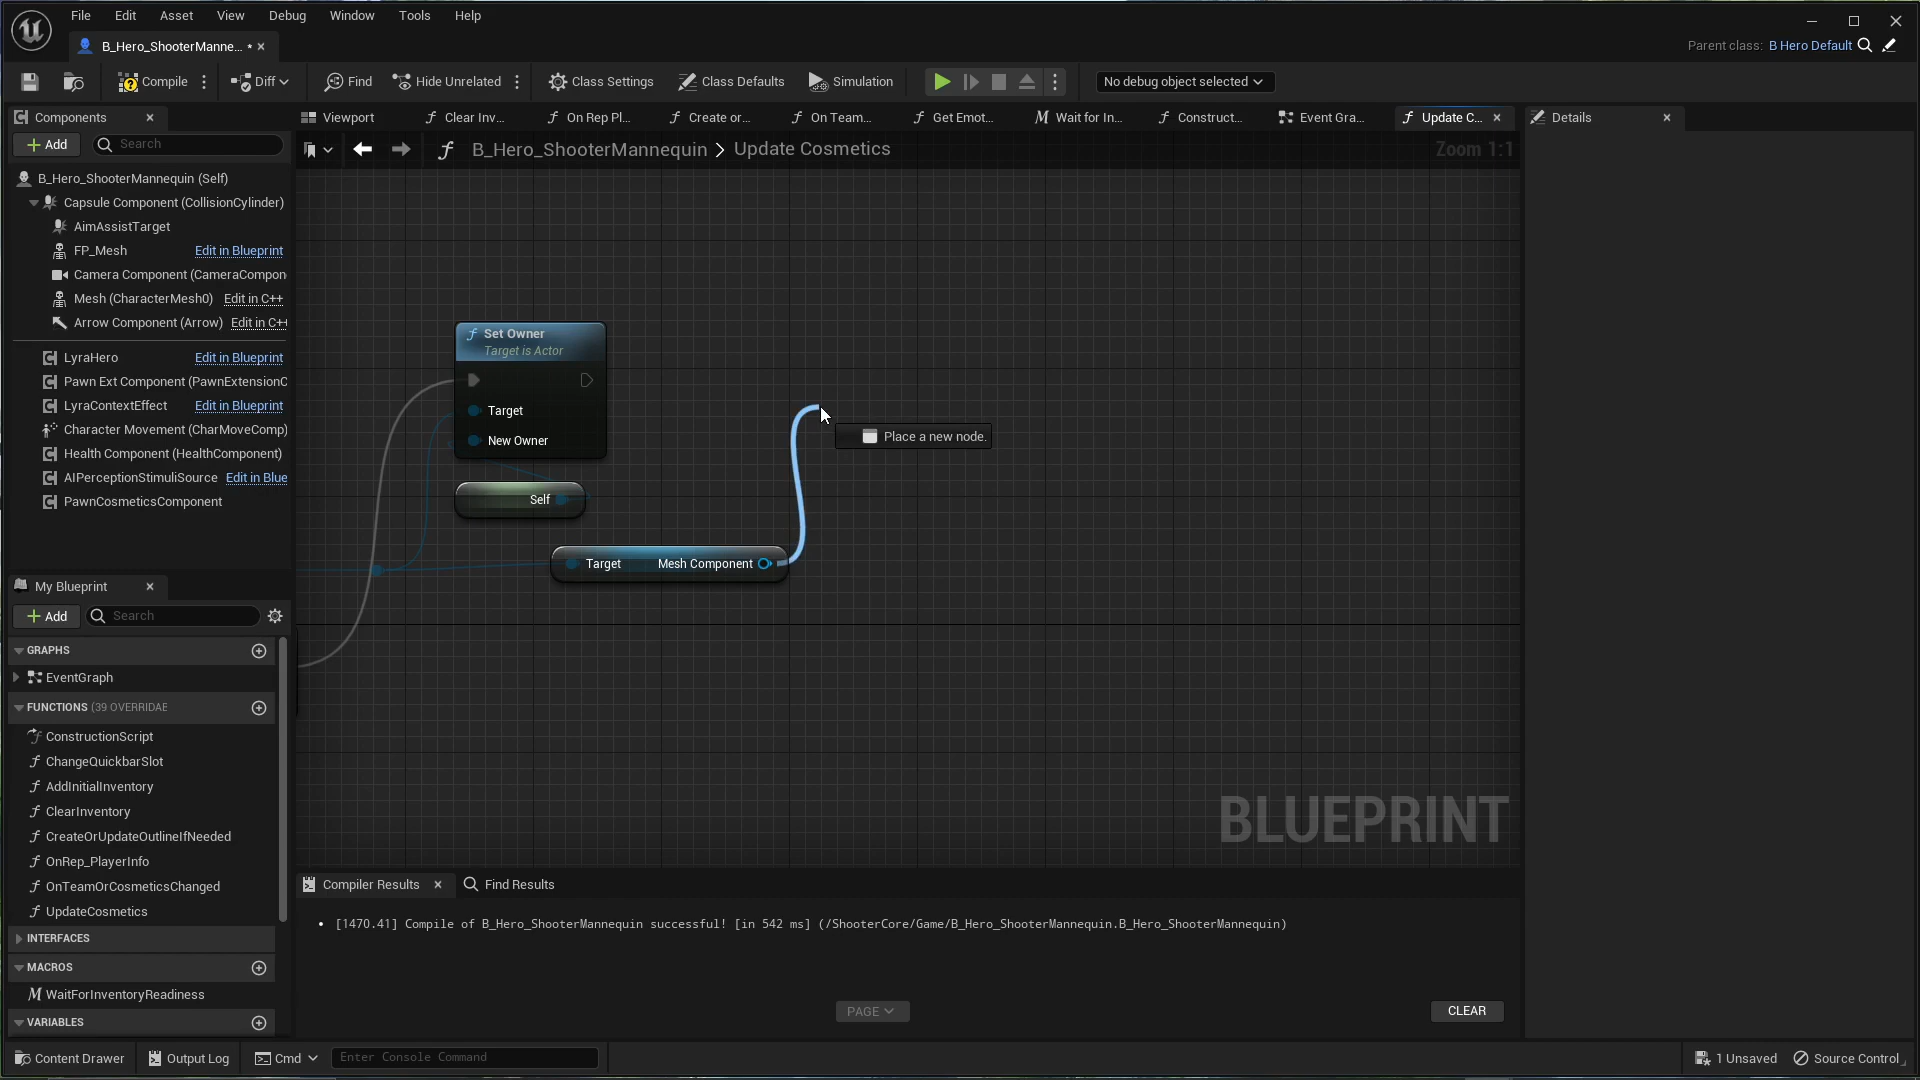 File Edit Asset View Debug Window Tools Help
B_Hero_ShooterManne... •
Parent class: B Hero Default
Compile Diff Find Hide Unrelated Class Settings Class Defaults Simulation No debug object selected
Components
Viewport Clear Inv... On Rep Pl... Create or... On Team... Get Emot... Wait for In... Construct... Event Gra... Update C...
Details
+ Add Search
B_Hero_ShooterMannequin > Update Cosmetics
Zoom 1:1
B_Hero_ShooterMannequin (Self)
Capsule Component (CollisionCylinder)
AimAssistTarget
FP_Mesh Edit in Blueprint
Camera Component (CameraCompon
Mesh (CharacterMesh0) Edit in C++
Arrow Component (Arrow) Edit in C++
LyraHero Edit in Blueprint
Pawn Ext Component (PawnExtensionC
LyraContextEffect Edit in Blueprint
Character Movement (CharMoveComp)
Health Component (HealthComponent)
AIPerceptionStimuliSource Edit in Blue
PawnCosmeticsComponent
Set Owner
Target is Actor
Target
New Owner
Self
Target Mesh Component
Place a new node.
BLUEPRINT
My Blueprint
+ Add Search
GRAPHS
EventGraph
FUNCTIONS (39 OVERRIDAE
ConstructionScript
ChangeQuickbarSlot
AddInitialInventory
ClearInventory
CreateOrUpdateOutlineIfNeeded
OnRep_PlayerInfo
OnTeamOrCosmeticsChanged
UpdateCosmetics
INTERFACES
MACROS
WaitForInventoryReadiness
VARIABLES
Compiler Results Find Results
• [1470.41] Compile of B_Hero_ShooterMannequin successful! [in 542 ms] (/ShooterCore/Game/B_Hero_ShooterMannequin.B_Hero_ShooterMannequin)
PAGE
CLEAR
Content Drawer Output Log Cmd Enter Console Command 1 Unsaved Source Control